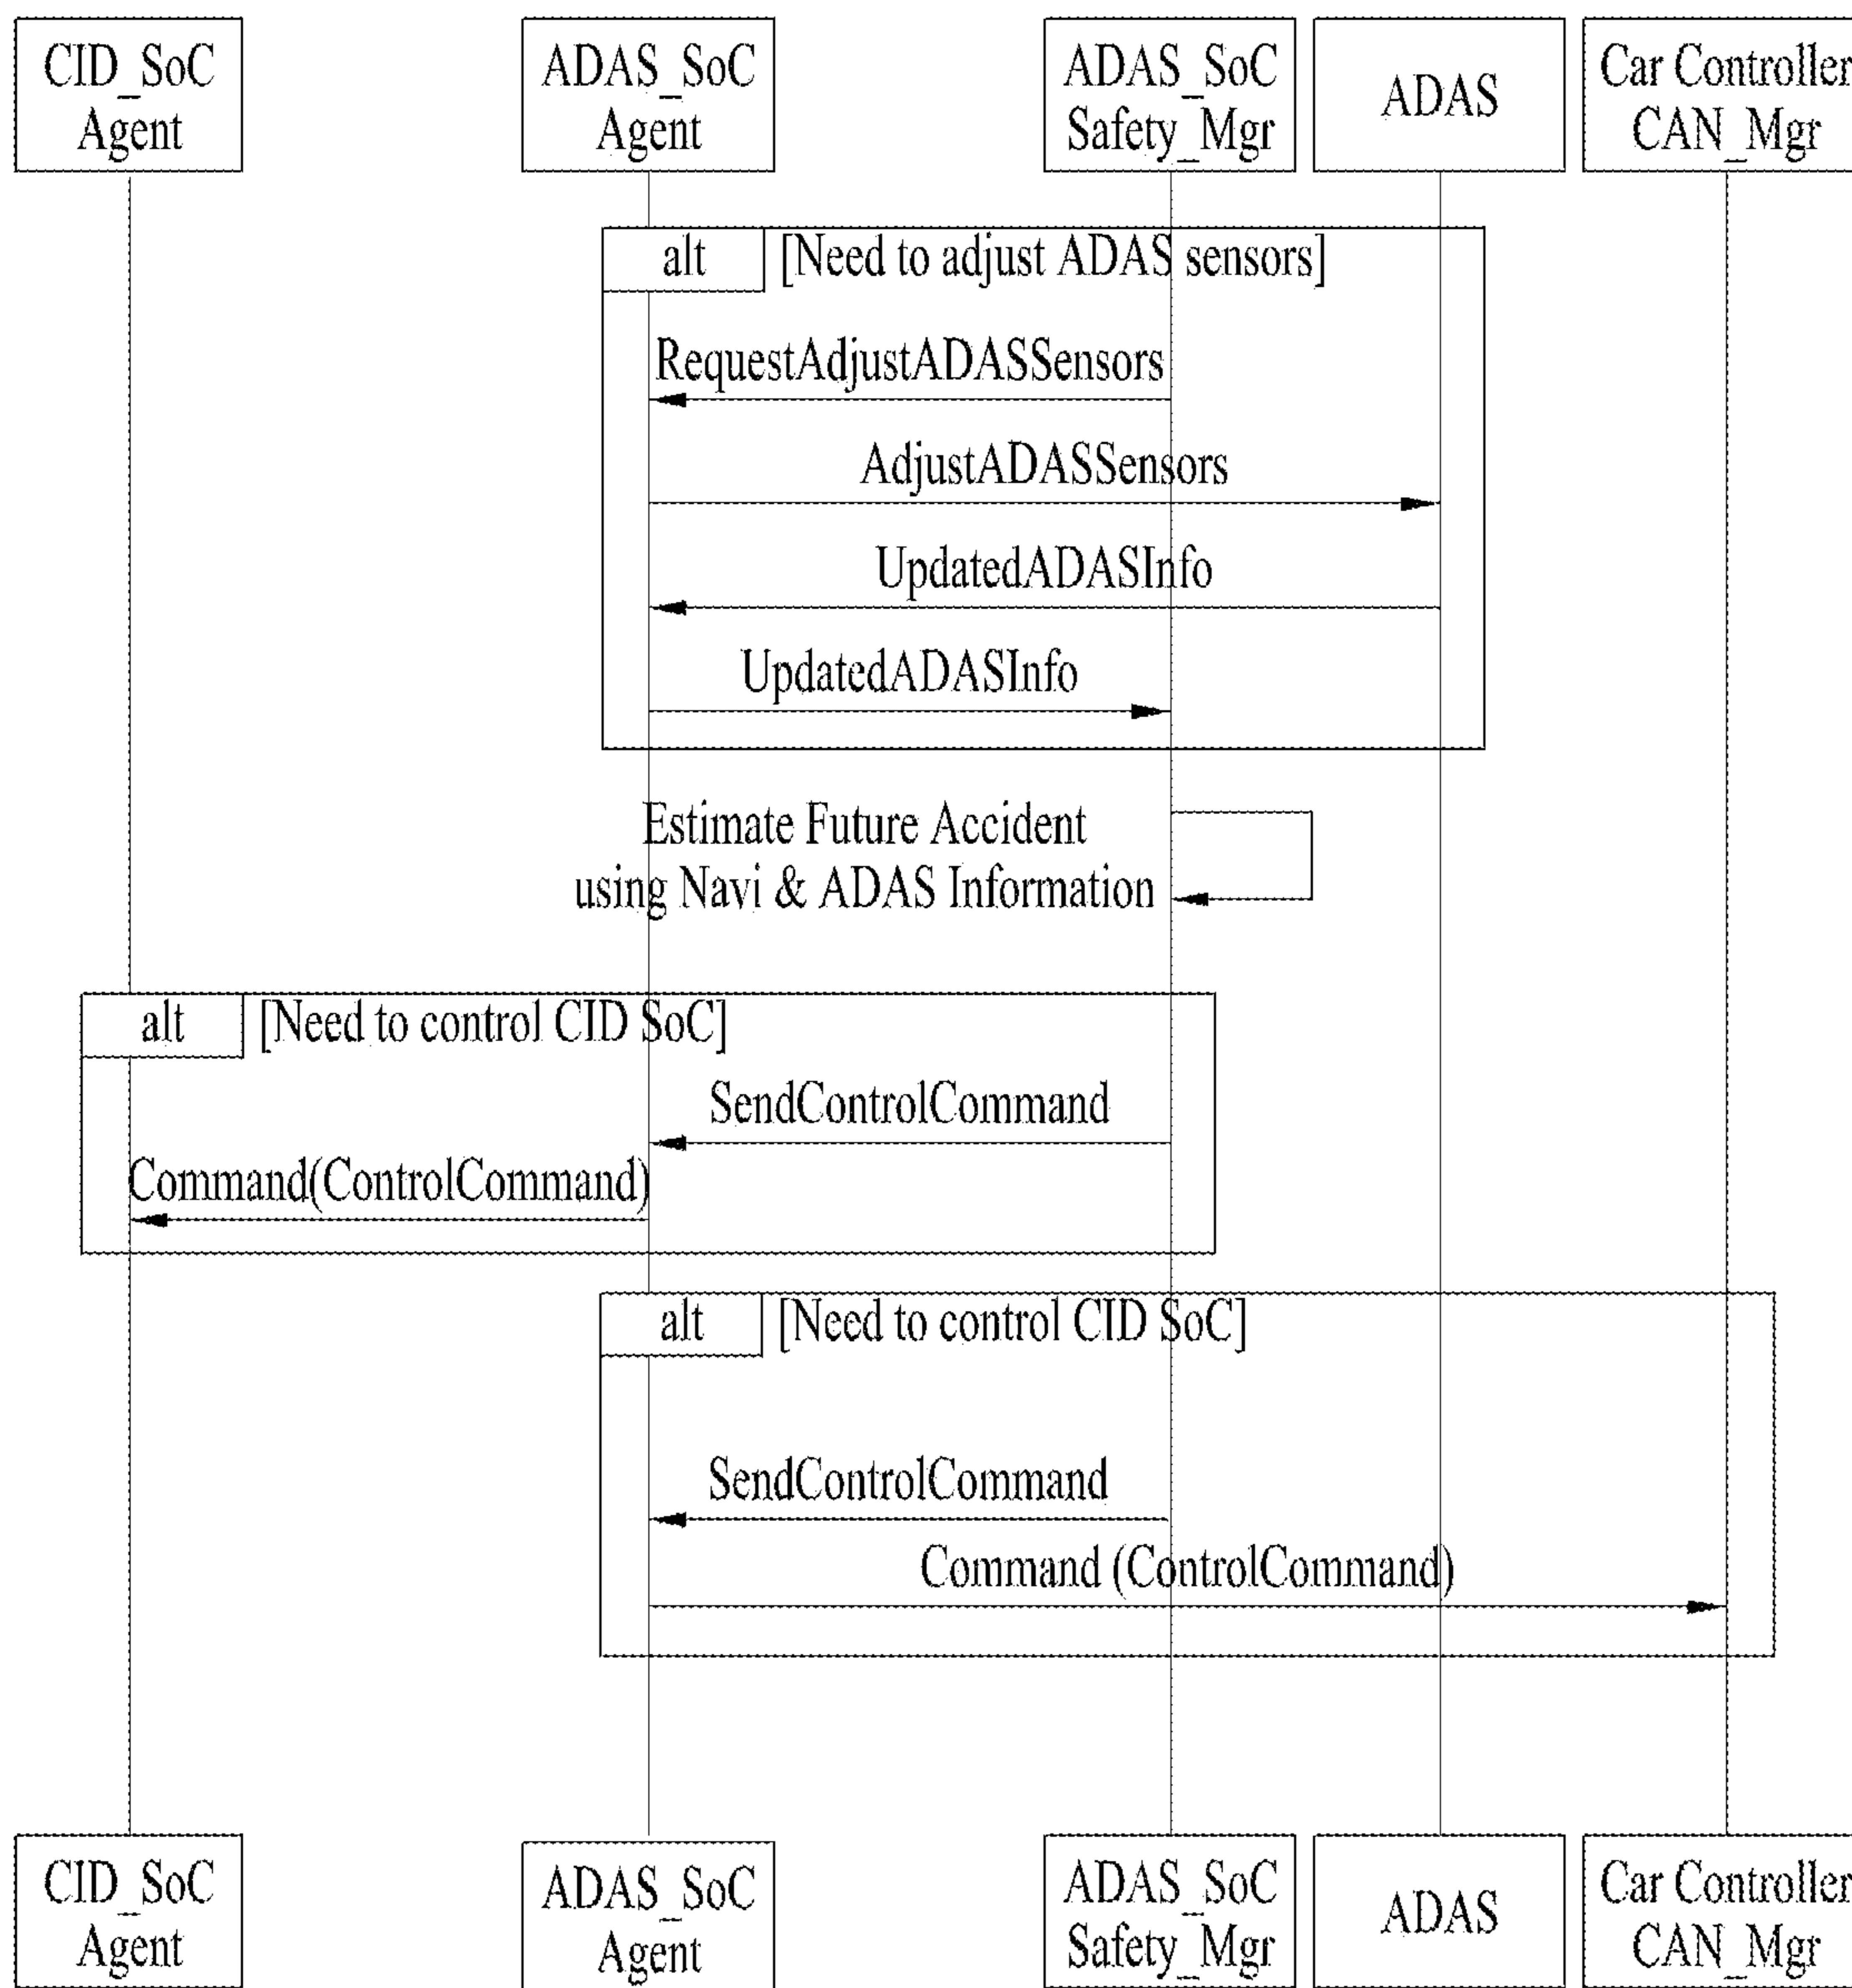 CID_SoC
Agent
ADAS_SoC
Agent
ADAS_SoC
Safety_Mgr
ADAS
Car Controller
CAN_Mgr
alt [Need to adjust ADAS sensors]
RequestAdjustADASSensors
AdjustADASSensors
UpdatedADASInfo
UpdatedADASInfo
Estimate Future Accident
using Navi & ADAS Information
alt [Need to control CID SoC]
SendControlCommand
Command(ControlCommand)
alt [Need to control CID SoC]
SendControlCommand
Command (ControlCommand)
CID_SoC
Agent
ADAS_SoC
Agent
ADAS_SoC
Safety_Mgr
ADAS
Car Controller
CAN_Mgr